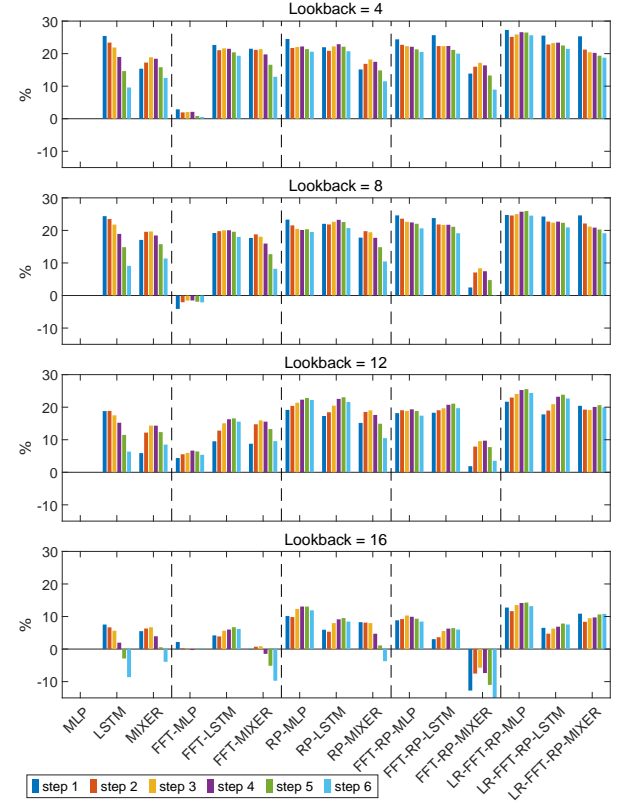 Lookback = 4
30
20
10
0
-10
%
Lookback = 8
30
20
10
0
-10
%
Lookback = 12
30
20
10
0
-10
%
Lookback = 16
30
20
10
0
-10
%
MLP
LSTM
MIXER
FFT-MLP
FFT-LSTM
FFT-MIXER
RP-MLP
RP-LSTM
RP-MIXER
FFT-RP-MLP
FFT-RP-LSTM
FFT-RP-MIXER
LR-FFT-RP-MLP
LR-FFT-RP-LSTM
LR-FFT-RP-MIXER
step 1 step 2 step 3 step 4 step 5 step 6